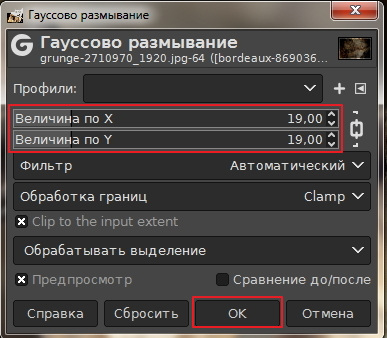 Гауссово размывание
Гауссово размывание
grunge-2710970_1920.jpg-64 ([bordeaux-869036...
Профили:
Величина по X 19,00
Величина по Y 19,00
Фильтр Автоматический
Обработка границ Clamp
Clip to the input extent
Обрабатывать выделение
Предпросмотр Сравнение до/после
Справка Сбросить OK Отмена